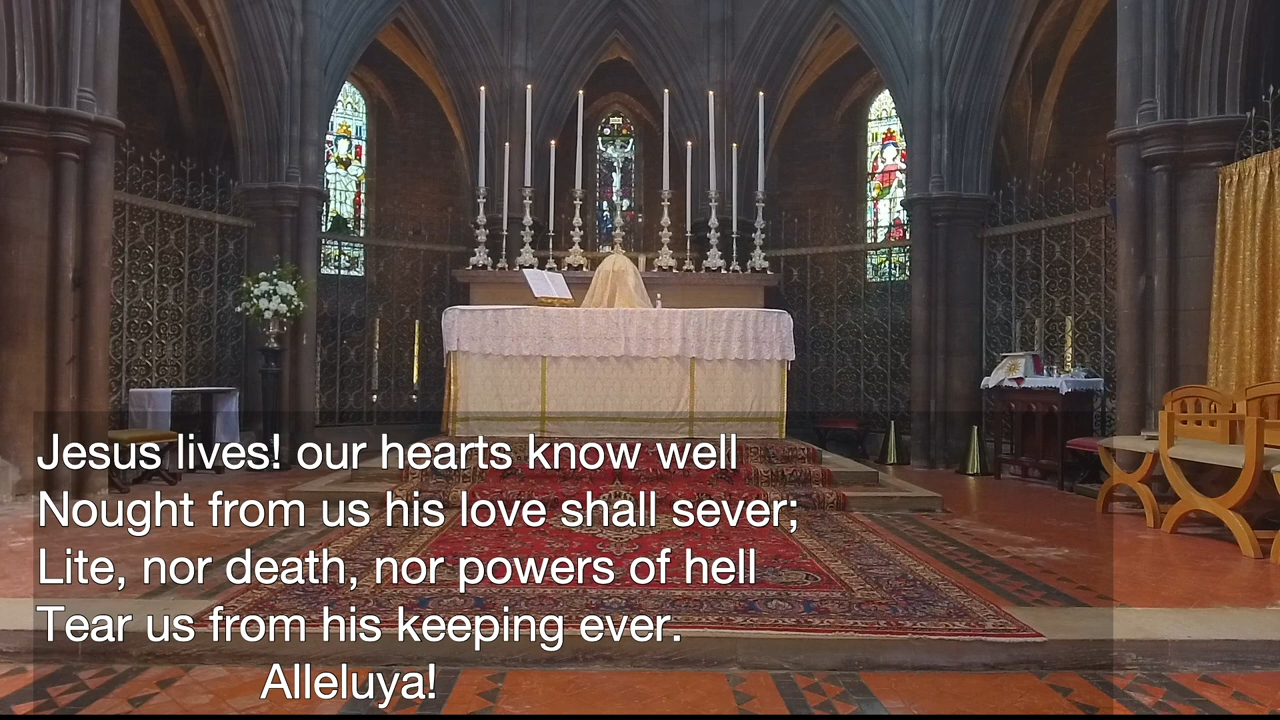 Jesus lives! our hearts know well
Nought from us his love shall sever;
Lite, nor death, nor powers of hell
Tear us from his keeping ever.
Alleluya!